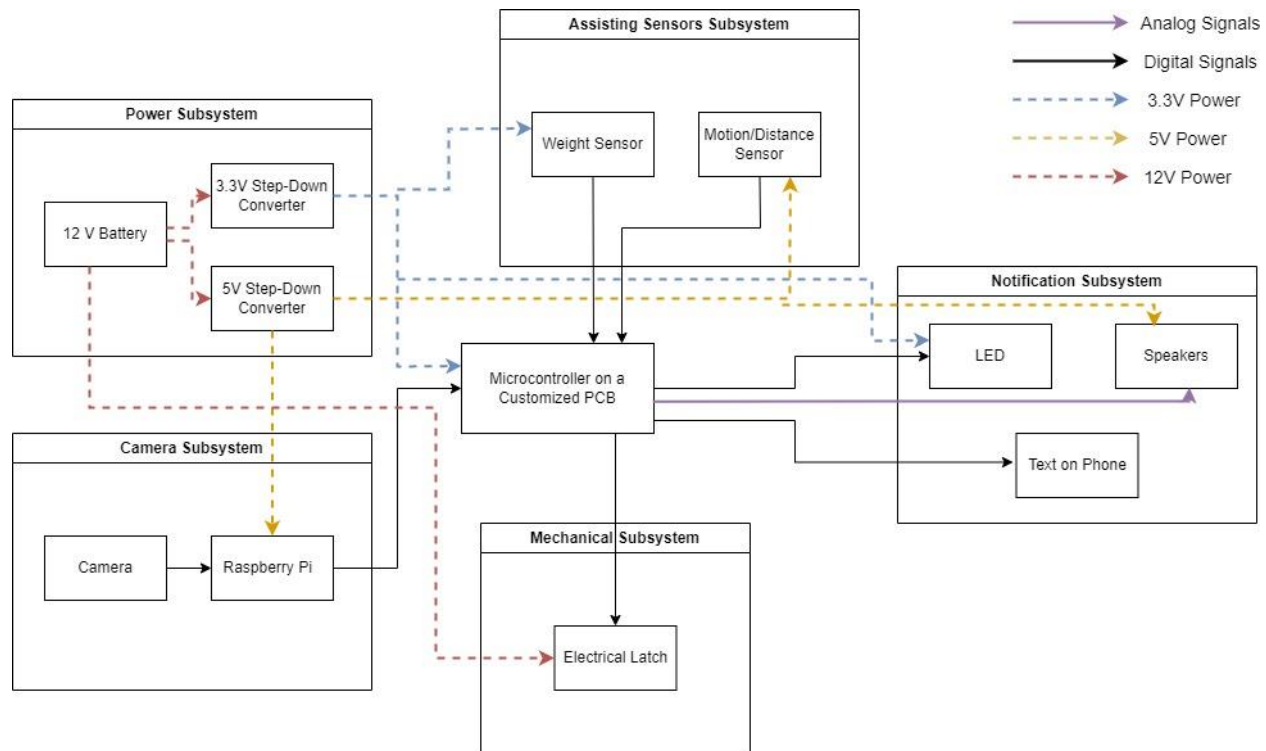 Assisting Sensors Subsystem
Weight Sensor
Motion/Distance
Sensor
Analog Signals
Digital Signals
3.3V Power
5V Power
12V Power
Power Subsystem
12 V Battery
3.3V Step-Down
Converter
5V Step-Down
Converter
Notification Subsystem
LED
Speakers
Text on Phone
Microcontroller on a
Customized PCB
Camera Subsystem
Camera
Raspberry Pi
Mechanical Subsystem
Electrical Latch